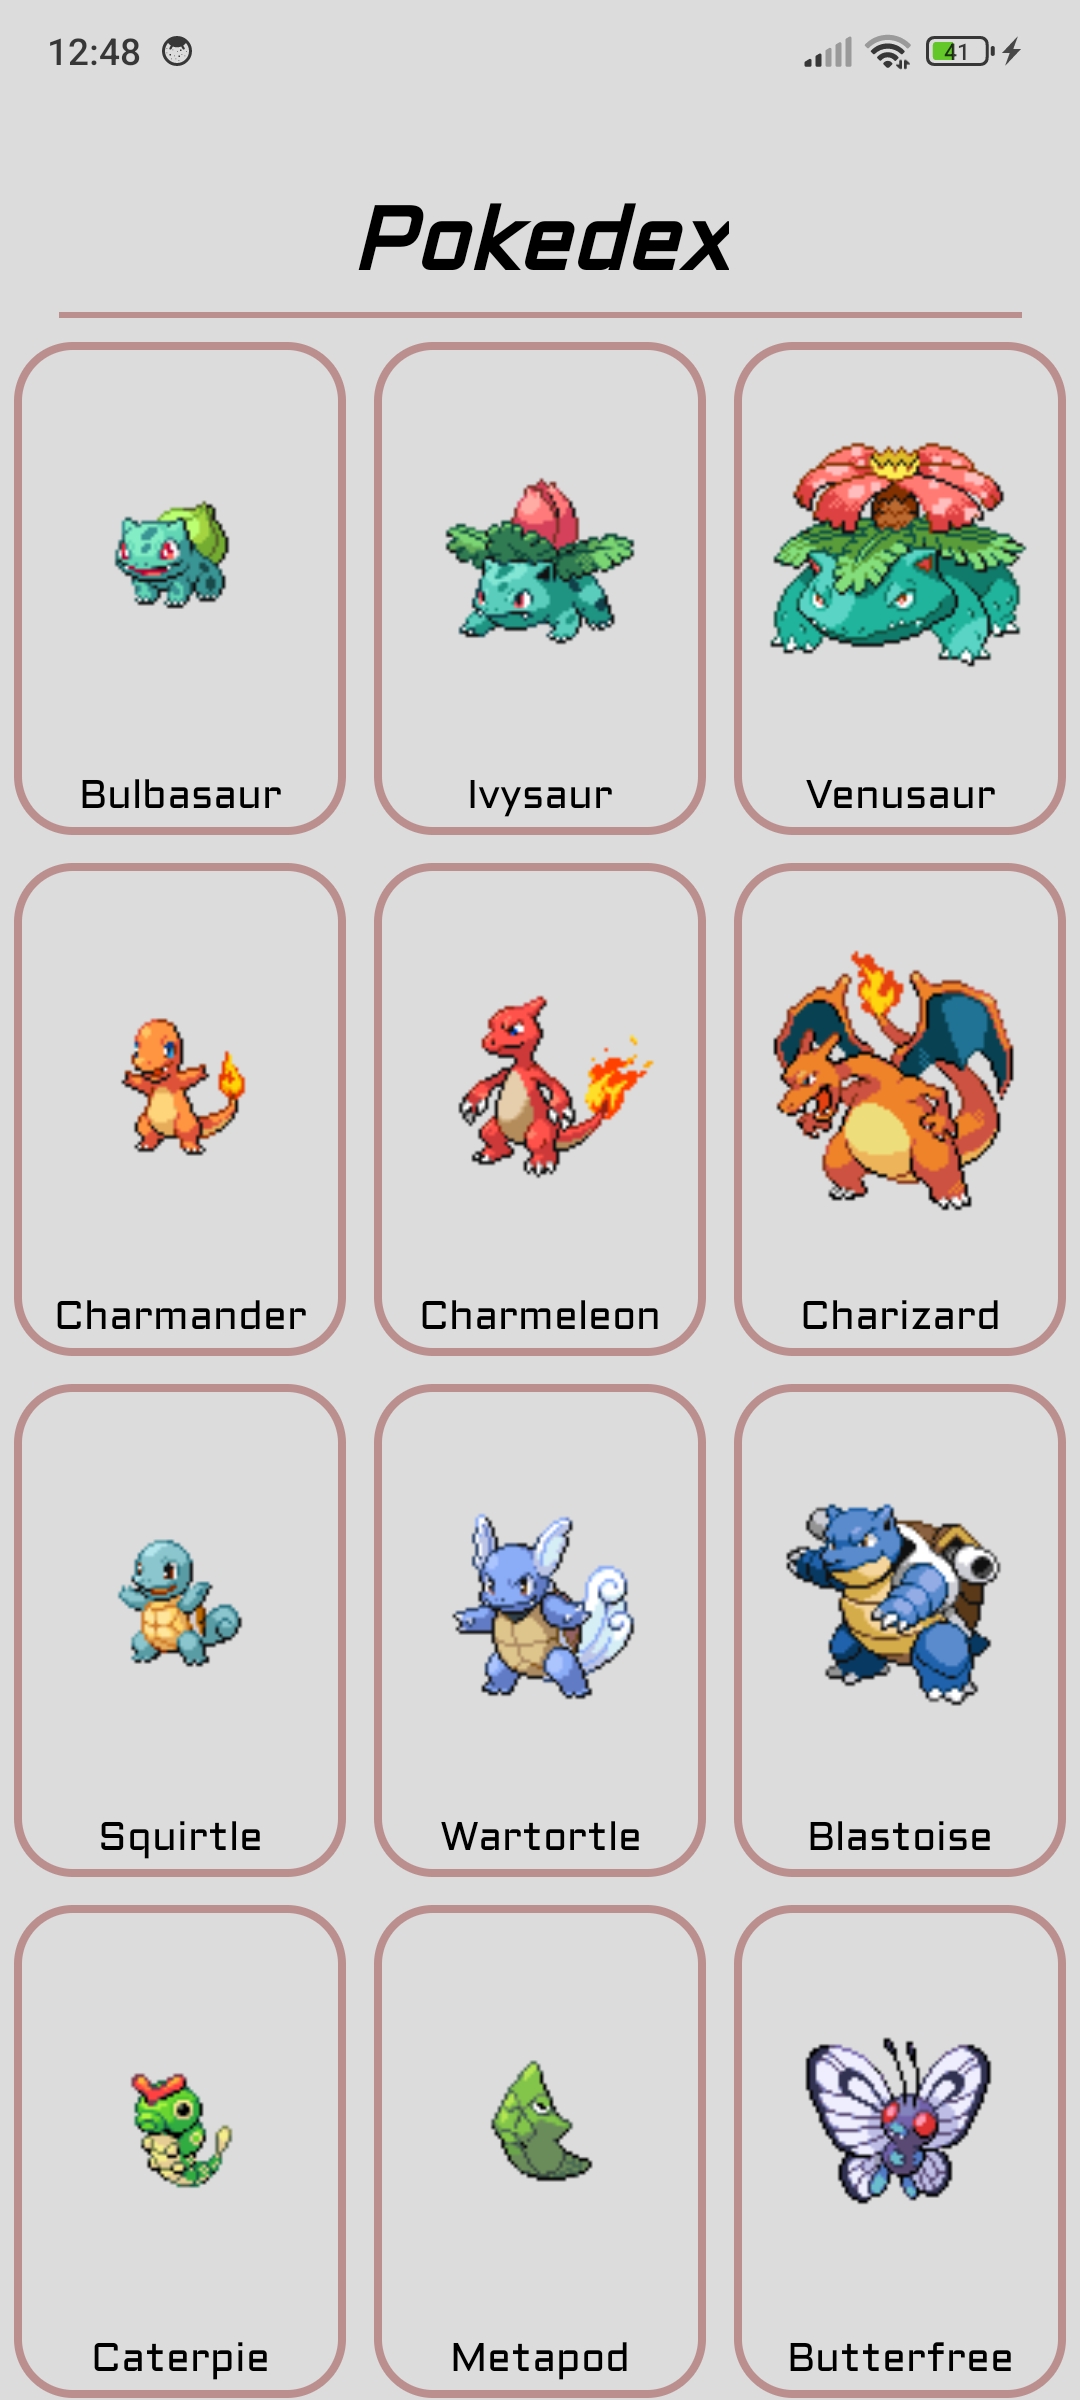 12:48 41
Pokedex
Bulbasaur Ivysaur Venusaur
Charmander Charmeleon Charizard
Squirtle Wartortle Blastoise
Caterpie Metapod Butterfree